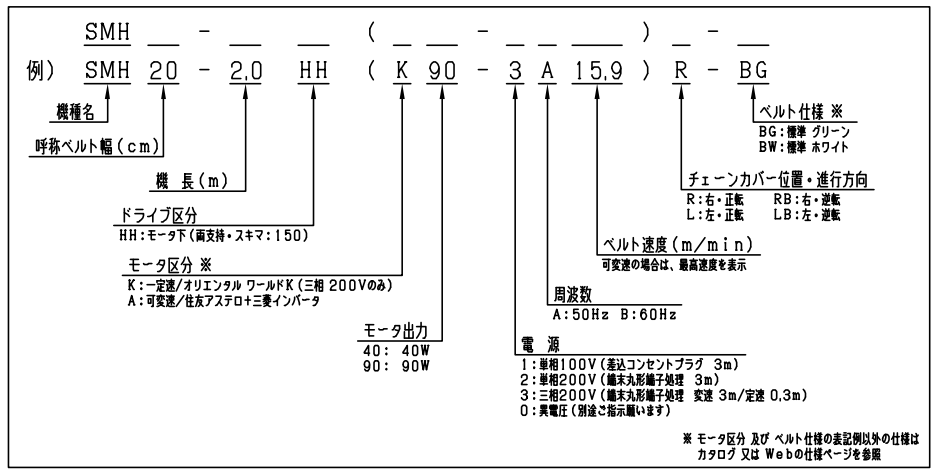 SMH __ - __ __ ( _ __ - _ _ ___ ) _ - __
例) SMH 20 - 2,0 HH ( K 90 - 3 A 15,9 ) R - BG
機種名
呼称ベルト幅(cm)
機 長(m)
ドライブ区分
HH:モータ下(両支持・スキマ:150)
モータ区分 ※
K:一定速/オリエンタル ワールドK(三相 200Vのみ)
A:可変速/住友アステロ+三菱インバータ
モータ出力
40: 40W
90: 90W
ベルト仕様 ※
BG:標準 グリーン
BW:標準 ホワイト
チェーンカバー位置・進行方向
R:右・正転 RB:右・逆転
L:左・正転 LB:左・逆転
ベルト速度(m/min)
可変速の場合は、最高速度を表示
周波数
A:50Hz B:60Hz
電 源
1:単相100V(差込コンセントプラグ 3m)
2:単相200V(端末丸形端子処理 3m)
3:三相200V(端末丸形端子処理 変速 3m/定速 0,3m)
0:異電圧(別途ご指示願います)
※ モータ区分 及び ベルト仕様の表記例以外の仕様は
カタログ 又は Webの仕様ページを参照